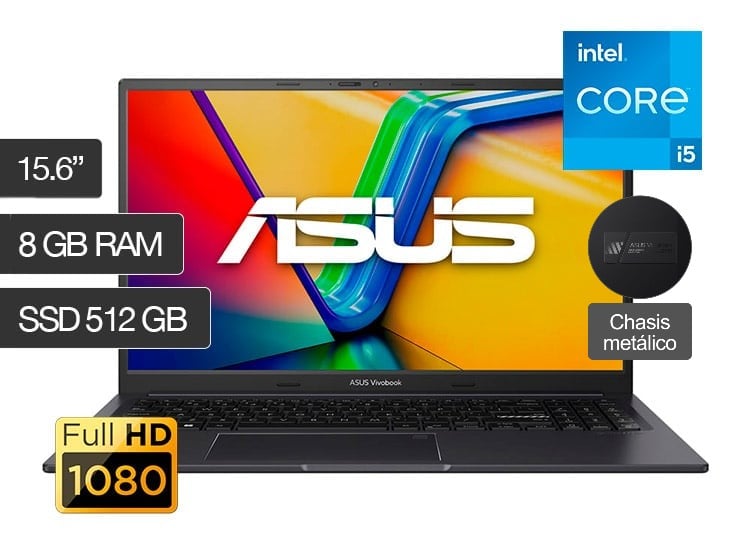 intel.
CORE
i5
15.6”
8 GB RAM
SSD 512 GB
ASUS
ASUS Vivobook
Chasis
metálico
Full HD
1080